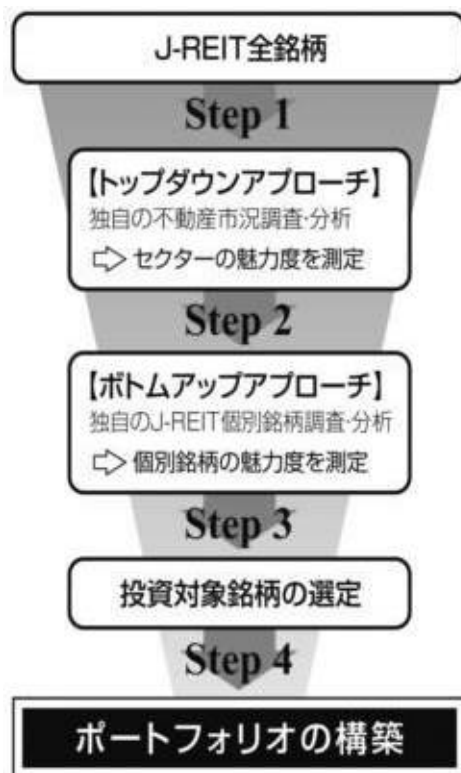 J-REIT全銘柄
Step 1
【トップダウンアプローチ】
独自の不動産市況調査·分析
⇨ セクターの魅力度を測定
Step 2
【ボトムアップアプローチ】
独自のJ-REIT個別銘柄調査·分析
⇨ 個別銘柄の魅力度を測定
Step 3
投資対象銘柄の選定
Step 4
ポートフォリオの構築